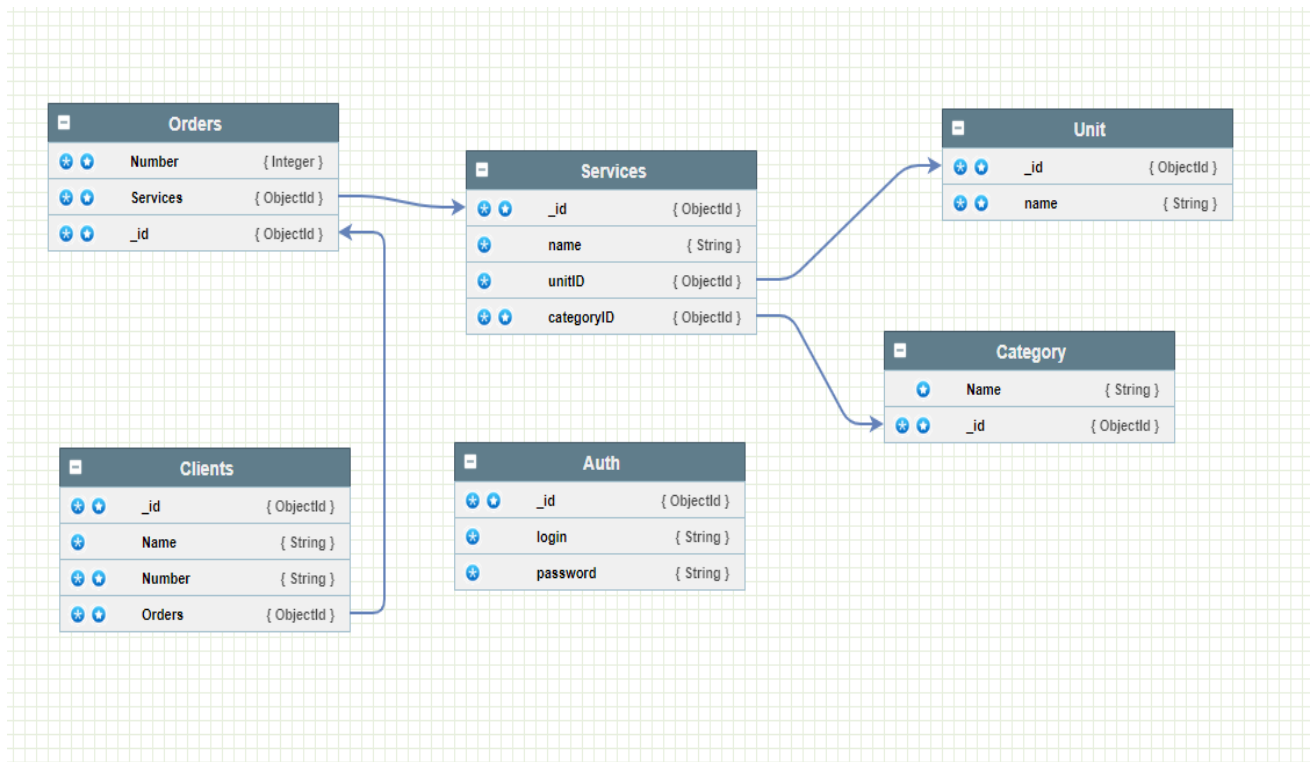 Orders
Number { Integer }
Services { ObjectId }
_id { ObjectId }
Services
_id { ObjectId }
name { String }
unitID { ObjectId }
categoryID { ObjectId }
Unit
_id { ObjectId }
name { String }
Category
Name { String }
_id { ObjectId }
Clients
_id { ObjectId }
Name { String }
Number { String }
Orders { ObjectId }
Auth
_id { ObjectId }
login { String }
password { String }